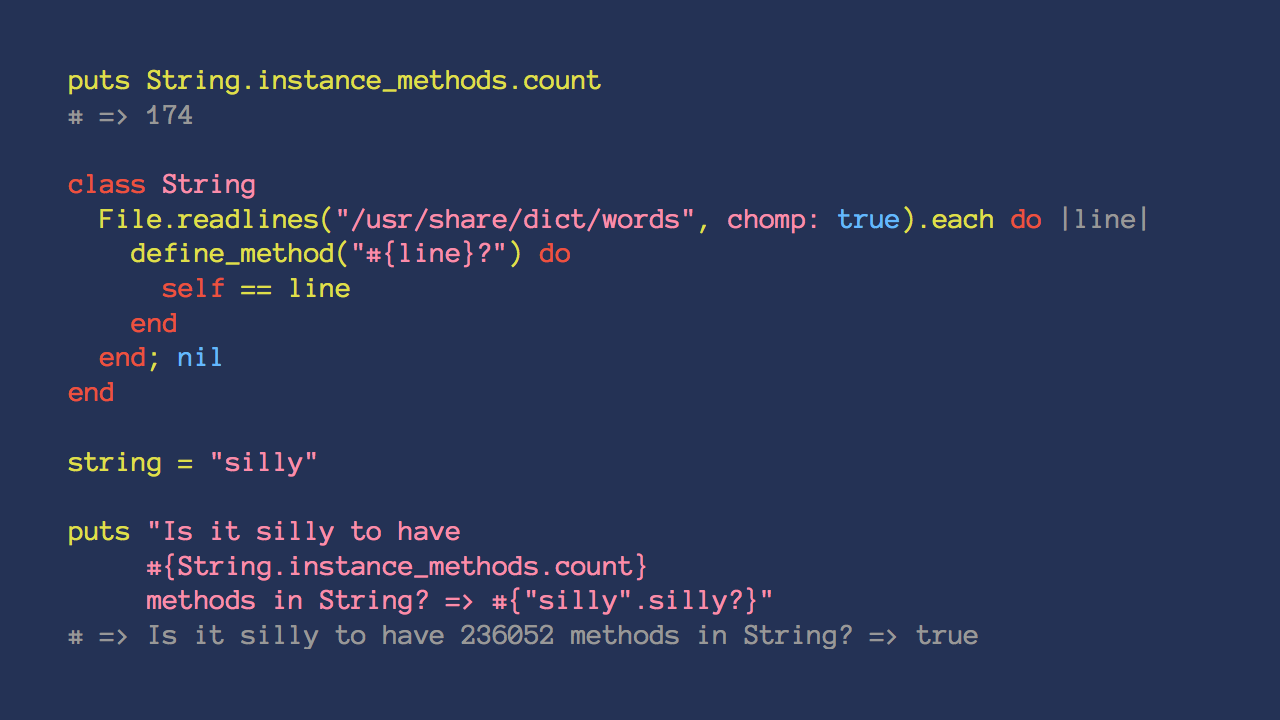 puts String.instance_methods.count
# => 174

class String
  File.readlines("/usr/share/dict/words", chomp: true).each do |line|
    define_method("#{line}?") do
      self == line
    end
  end; nil
end

string = "silly"

puts "Is it silly to have
     #{String.instance_methods.count}
     methods in String? => #{"silly".silly?}"
# => Is it silly to have 236052 methods in String? => true